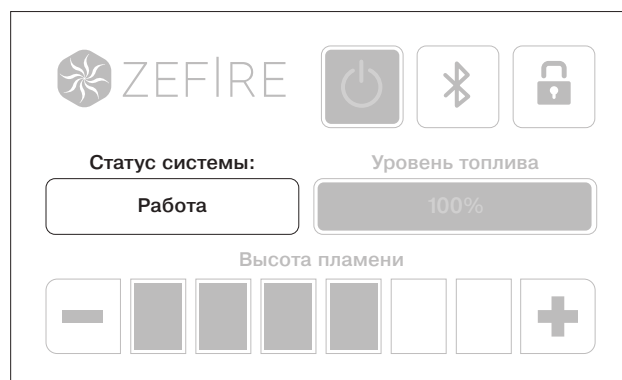 ZEFIRE
Статус системы:
Уровень топлива
Работа
100%
Высота пламени